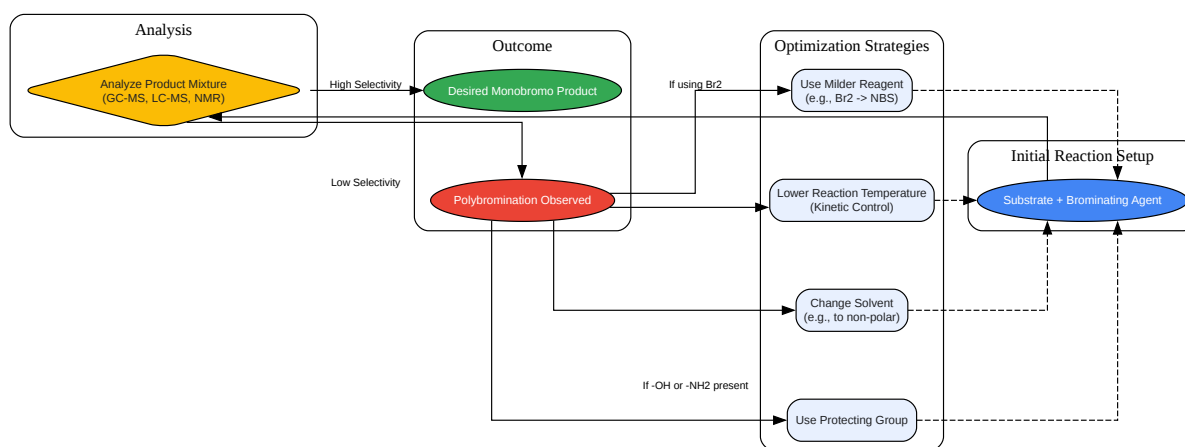 Analysis
Analyze Product Mixture
(GC-MS, LC-MS, NMR)
High Selectivity
Low Selectivity
Outcome
Desired Monobromo Product
Polybromination Observed
If using Br2
If -OH or -NH2 present
Optimization Strategies
Use Milder Reagent
(e.g., Br2 -> NBS)
Lower Reaction Temperature
(Kinetic Control)
Change Solvent
(e.g., to non-polar)
Use Protecting Group
Initial Reaction Setup
Substrate + Brominating Agent